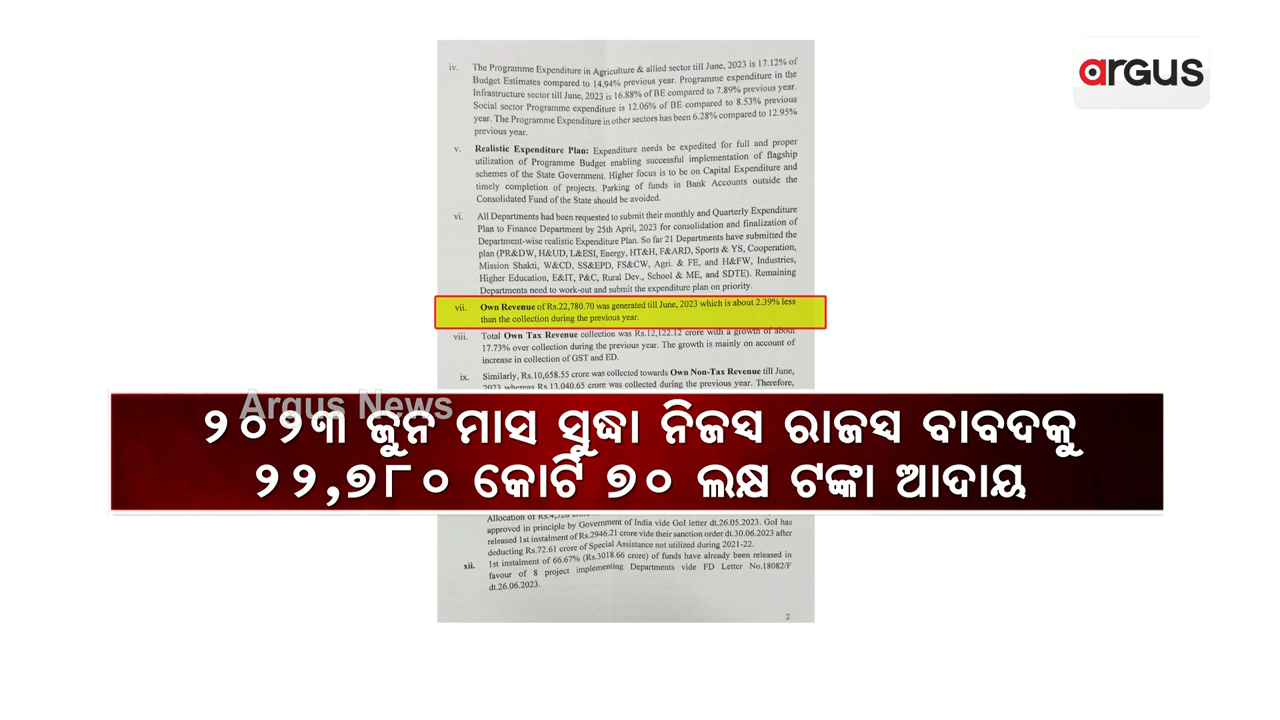 argus
iv. The Programme Expenditure in Agriculture & allied sector till June, 2023 is 17.12% of
Budget Estimates compared to 14.94% previous year. Programme expenditure in the
Infrastructure sector till June, 2023 is 16.88% of BE compared to 7.89% previous year.
Social sector Programme expenditure is 12.06% of BE compared to 8.53% previous
year. The Programme Expenditure in other sectors has been 6.28% compared to 12.95%
previous year.
v. Realistic Expenditure Plan: Expenditure needs be expedited for full and proper
utilization of Programme Budget enabling successful implementation of flagship
schemes of the State Government. Higher focus is to be on Capital Expenditure and
timely completion of projects. Parking of funds in Bank Accounts outside the
Consolidated Fund of the State should be avoided.
vi. All Departments had been requested to submit their monthly and Quarterly Expenditure
Plan to Finance Department by 25th April, 2023 for consolidation and finalization of
Department-wise realistic Expenditure Plan. So far 21 Departments have submitted the
plan (PR&DW, H&UD, L&ESI, Energy, HT&H, F&ARD, Sports & YS, Cooperation,
Mission Shakti, W&CD, SS&EPD, FS&CW, Agri. & FE, and H&FW, Industries,
Higher Education, E&IT, P&C, Rural Dev., School & ME, and SDTE). Remaining
Departments need to work-out and submit the expenditure plan on priority.
vii. Own Revenue of Rs.22,780.70 was generated till June, 2023 which is about 2.39% less
than the collection during the previous year.
viii. Total Own Tax Revenue collection was Rs.12,122.12 crore with a growth of about
17.73% over collection during the previous year. The growth is mainly on account of
increase in collection of GST and ED.
ix. Similarly, Rs.10,658.55 crore was collected towards Own Non-Tax Revenue till June,
2023 whereas Rs.13,040.65 crore was collected during the previous year. Therefore,
Argus News
୨୦୨୩ ଜୁନ ମାସ ସୁଦ୍ଧା ନିଜସ୍ୱ ରାଜସ୍ୱ ବାବଦକୁ
୨୨,୭୮୦ କୋଟି ୭୦ ଲକ୍ଷ ଟଙ୍କା ଆଦାୟ
Allocation of
approved in principle by Government of India vide GoI letter dt.26.05.2023. GoI has
released 1st instalment of Rs.2946.21 crore vide their sanction order dt.30.06.2023 after
deducting Rs.72.61 crore of Special Assistance not utilized during 2021-22.
xii. 1st instalment of 66.67% (Rs.3018.66 crore) of funds have already been released in
favour of 8 project implementing Departments vide FD Letter No.18082/F
dt.26.06.2023.
2